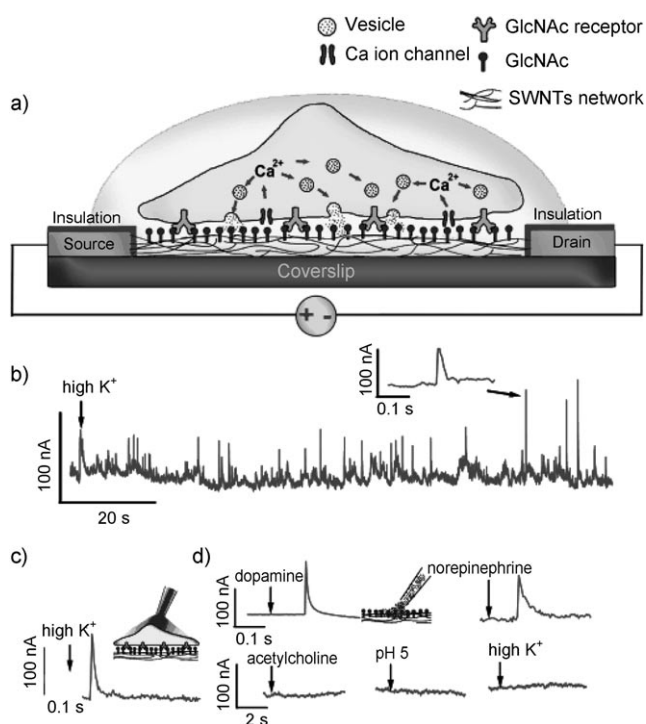 Vesicle
GlcNAc receptor
Ca ion channel
GlcNAc
SWNTs network
a)
Ca2+
Ca2+
Insulation
Insulation
Source
Drain
Coverslip
+ -
b)
high K+
100 nA
0.1 s
100 nA
20 s
c)
high K+
100 nA
0.1 s
d)
dopamine
norepinephrine
100 nA
0.1 s
acetylcholine
pH 5
high K+
100 nA
2 s